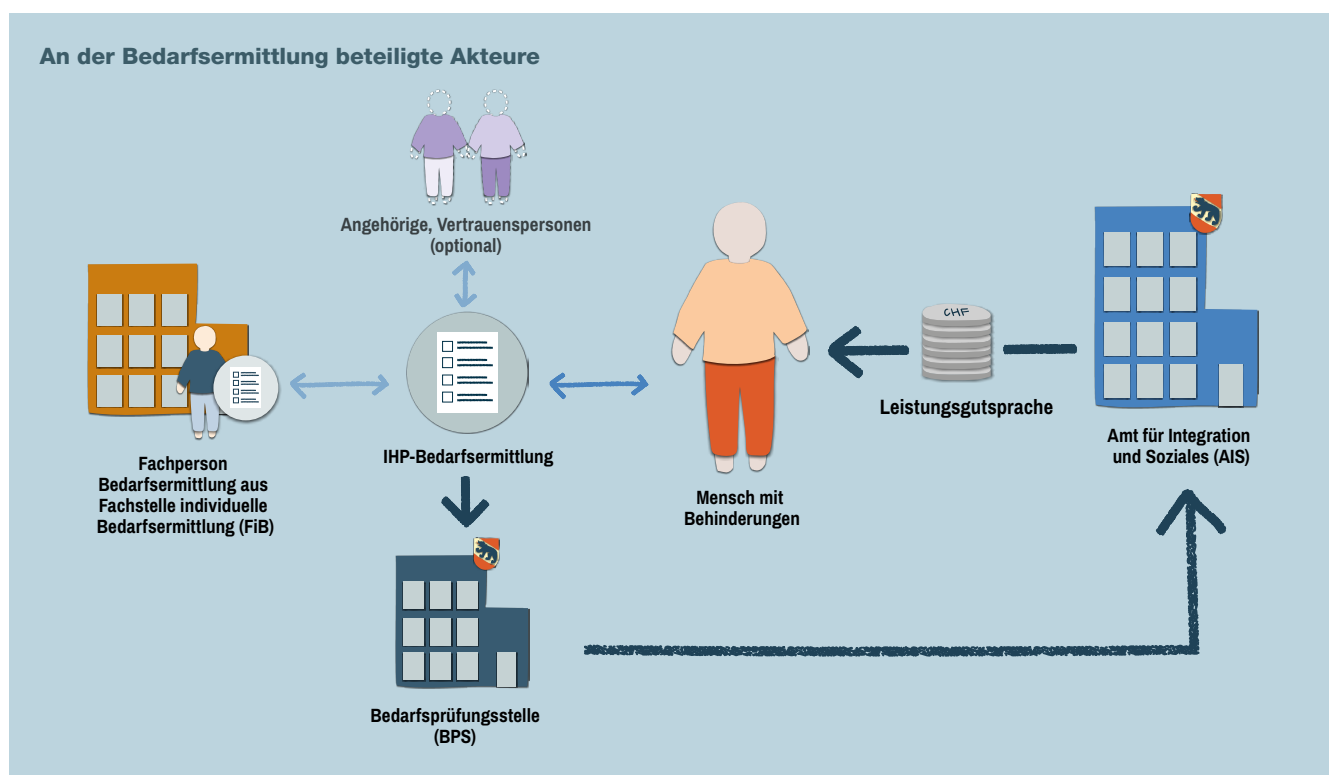 An der Bedarfsermittlung beteiligte Akteure
Angehörige, Vertrauenspersonen
(optional)
CHF
Leistungsgutsprache
Amt für Integration
und Soziales (AIS)
Fachperson
Bedarfsermittlung aus
Fachstelle individuelle
Bedarfsermittlung (FiB)
IHP-Bedarfsermittlung
Mensch mit
Behinderungen
Bedarfsprüfungsstelle
(BPS)